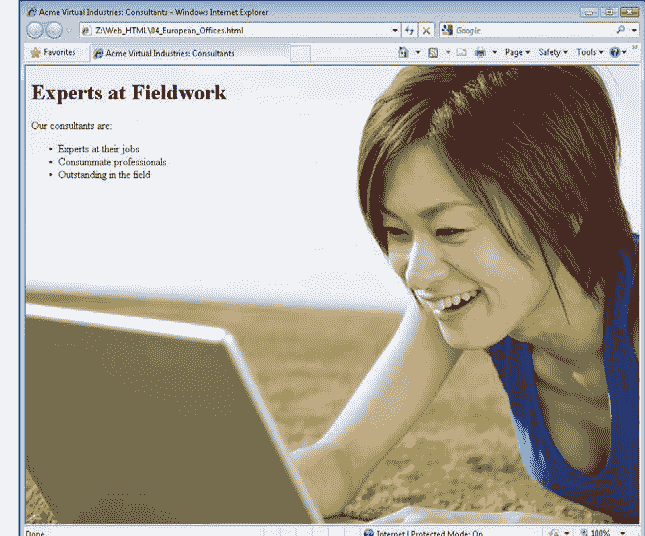 Acme Virtual Industries: Consultants - Windows Internet Explorer
Z:\Web_HTML\04_European_Offices.html
Google
Favorites
Acme Virtual Industries: Consultants
Page
Safety
Tools
Experts at Fieldwork
Our consultants are:
• Experts at their jobs
• Consummate professionals
• Outstanding in the field
Done
Internet | Protected Mode: On
100%